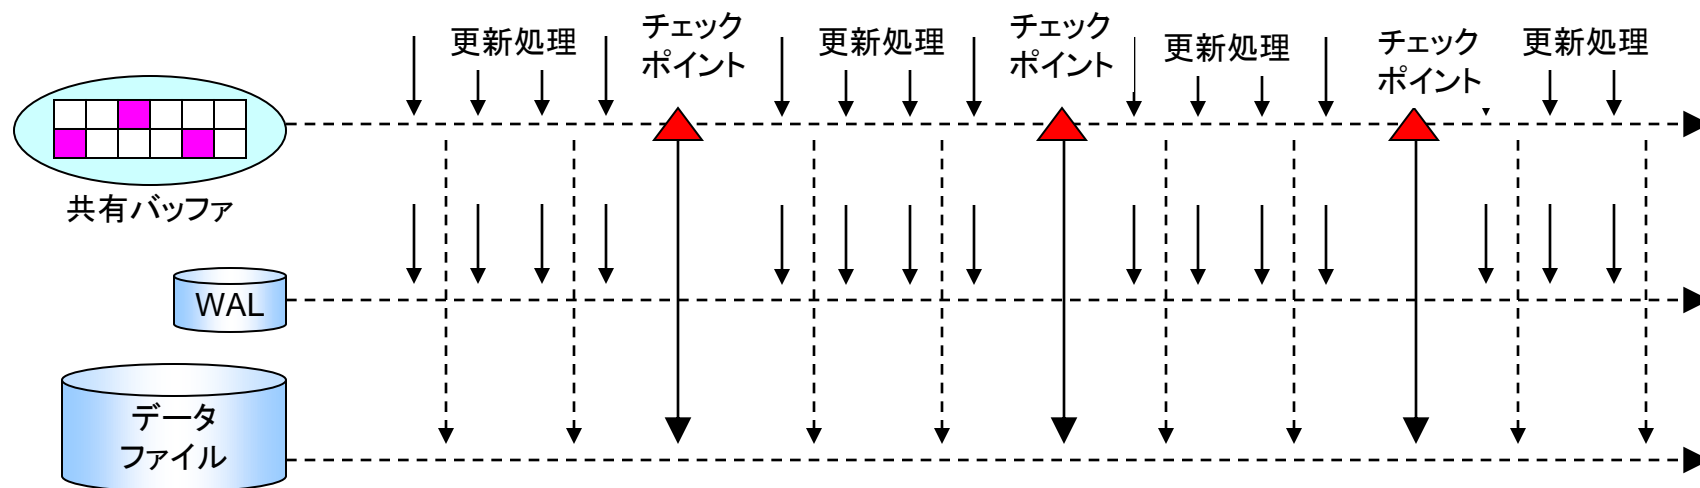 更新処理
チェック
ポイント
更新処理
チェック
ポイント
更新処理
チェック
ポイント
更新処理
共有バッファ
WAL
データ
ファイル